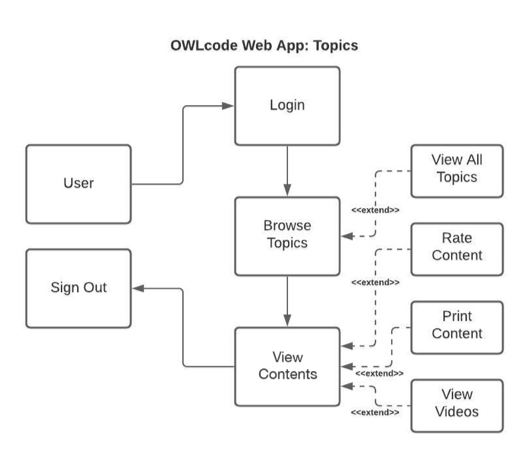 OWLcode Web App: Topics
Login
User
View All
Topics
<<extend>>
Browse
Topics
Rate
Content
Sign Out
<<extend>>
Print
Content
View
Contents
<<extend>>
View
Videos
<<extend>>